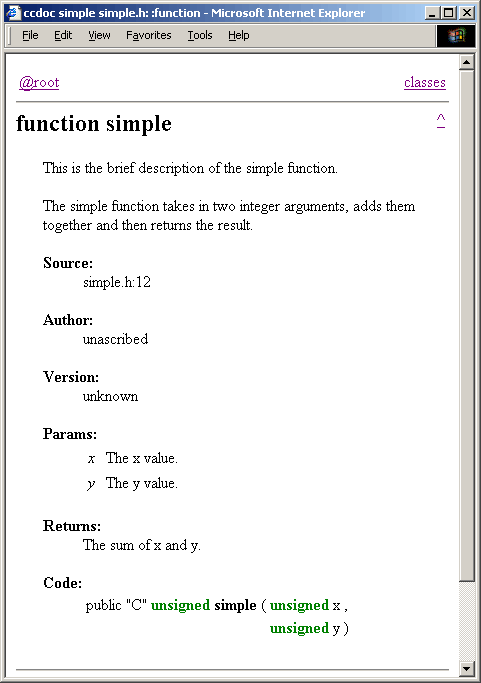 ccdoc simple simple.h: :function - Microsoft Internet Explorer
File Edit View Favorites Tools Help
@root classes
function simple ^
This is the brief description of the simple function.
The simple function takes in two integer arguments, adds them
together and then returns the result.
Source:
simple.h:12
Author:
unascribed
Version:
unknown
Params:
x The x value.
y The y value.
Returns:
The sum of x and y.
Code:
public "C" unsigned simple ( unsigned x ,
unsigned y )